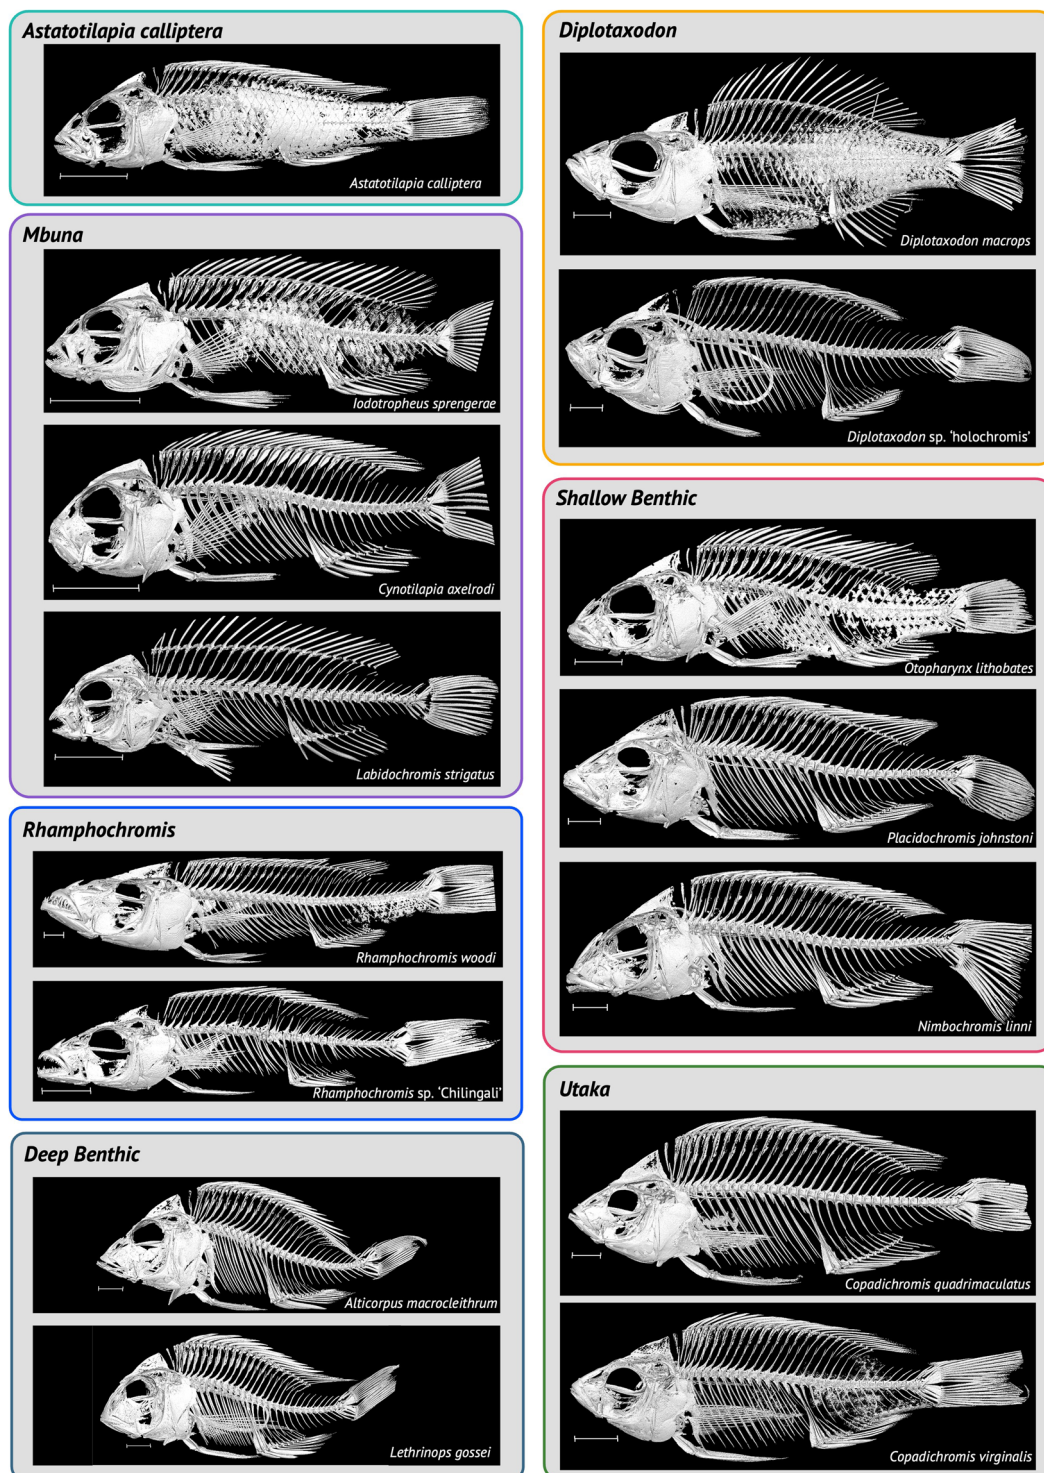 Astatotilapia calliptera
Astatotilapia calliptera
Mbuna
Iodotropheus sprengerae
Cynotilapia axelrodi
Labidochromis strigatus
Rhamphochromis
Rhamphochromis woodi
Rhamphochromis sp. ‘Chilingali’
Deep Benthic
Alticorpus macrocleithrum
Lethrinops gossei
Diplotaxodon
Diplotaxodon macrops
Diplotaxodon sp. ‘holochromis’
Shallow Benthic
Otopharynx lithobates
Placidochromis johnstoni
Nimbochromis linni
Utaka
Copadichromis quadrimaculatus
Copadichromis virginalis